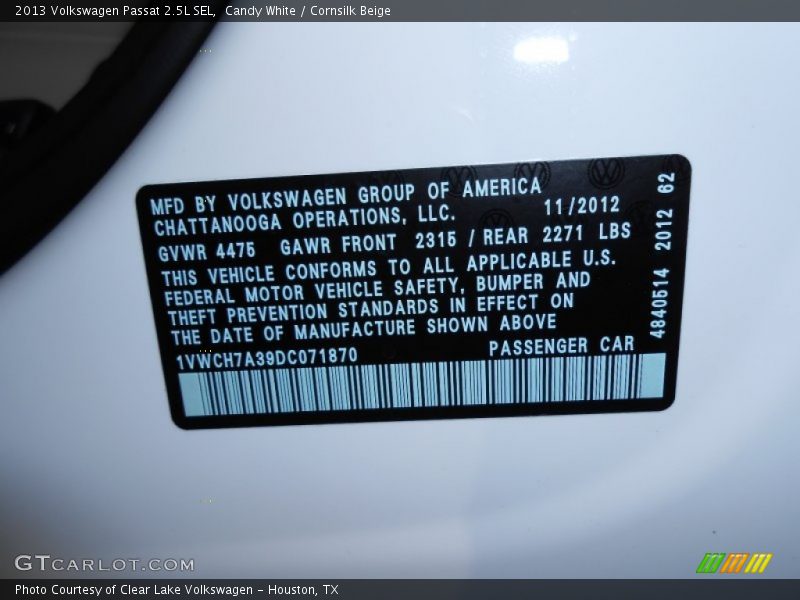 2013 Volkswagen Passat 2.5L SEL, Candy White / Cornsilk Beige
MFD BY VOLKSWAGEN GROUP OF AMERICA
CHATTANOOGA OPERATIONS, LLC. 11/2012
GVWR 4475 GAWR FRONT 2315 / REAR 2271 LBS
THIS VEHICLE CONFORMS TO ALL APPLICABLE U.S.
FEDERAL MOTOR VEHICLE SAFETY, BUMPER AND
THEFT PREVENTION STANDARDS IN EFFECT ON
THE DATE OF MANUFACTURE SHOWN ABOVE
1VWCH7A39DC071870 PASSENGER CAR
4840514 2012 62
GTCARLOT.COM
Photo Courtesy of Clear Lake Volkswagen – Houston, TX